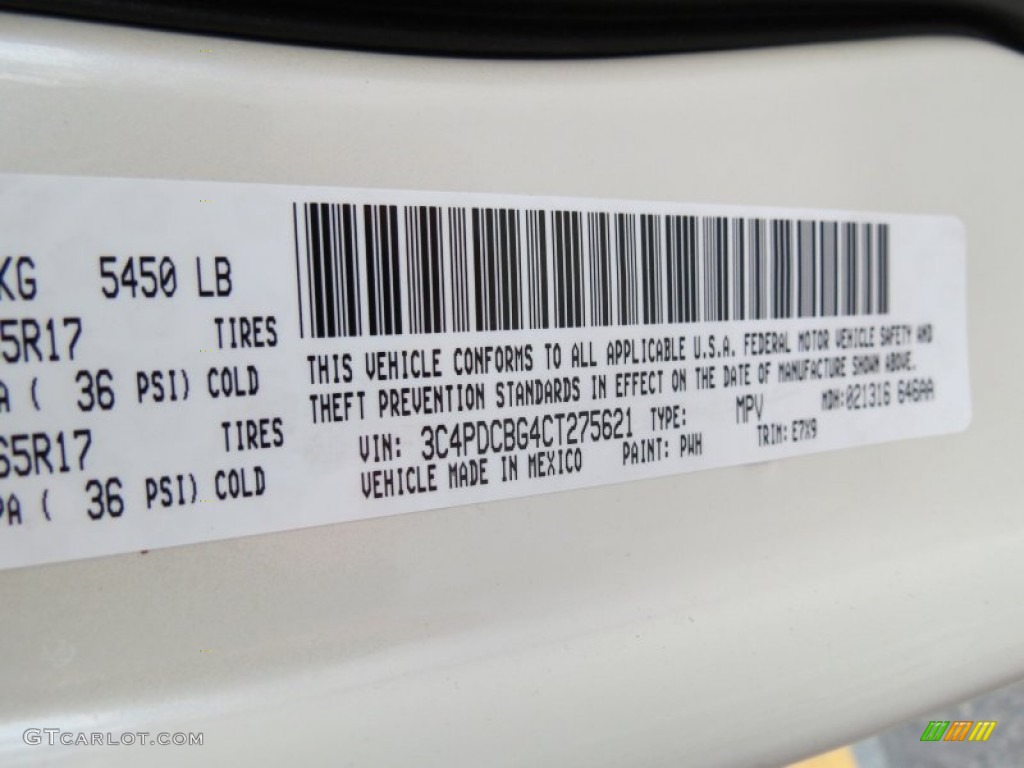 KG 5450 LB
5R17 TIRES
A ( 36 PSI) COLD
65R17 TIRES
PA ( 36 PSI) COLD
THIS VEHICLE CONFORMS TO ALL APPLICABLE U.S.A. FEDERAL MOTOR VEHICLE SAFETY AND
THEFT PREVENTION STANDARDS IN EFFECT ON THE DATE OF MANUFACTURE SHOWN ABOVE.
VIN: 3C4PDCBG4CT275621 TYPE: MPV MDH:021316 646AA
VEHICLE MADE IN MEXICO PAINT: PWH TRIM: E7X9
GTCARLOT.COM